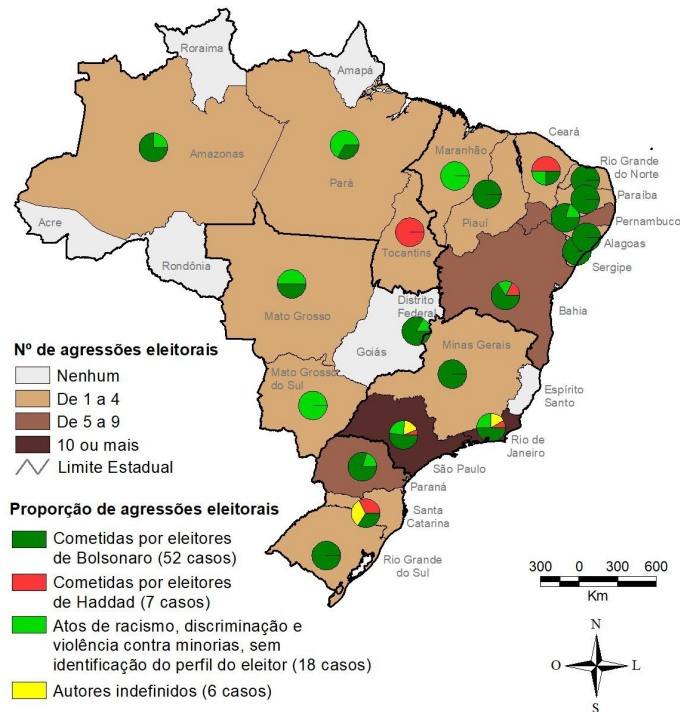 Roraima
Amapá
Amazonas
Pará
Maranhão
Ceará
Rio Grande
do Norte
Paraíba
Piauí
Pernambuco
Alagoas
Sergipe
Acre
Rondônia
Tocantins
Mato Grosso
Bahia
Distrito
Federal
Goiás
Minas Gerais
Mato Grosso
do Sul
Espírito
Santo
Rio de
Janeiro
São Paulo
Paraná
Santa
Catarina
Rio Grande
do Sul
Nº de agressões eleitorais
Nenhum
De 1 a 4
De 5 a 9
10 ou mais
Limite Estadual
Proporção de agressões eleitorais
Cometidas por eleitores
de Bolsonaro (52 casos)
Cometidas por eleitores
de Haddad (7 casos)
Atos de racismo, discriminação e
violência contra minorias, sem
identificação do perfil do eleitor (18 casos)
Autores indefinidos (6 casos)
300 0 300 600
Km
N
O L
S